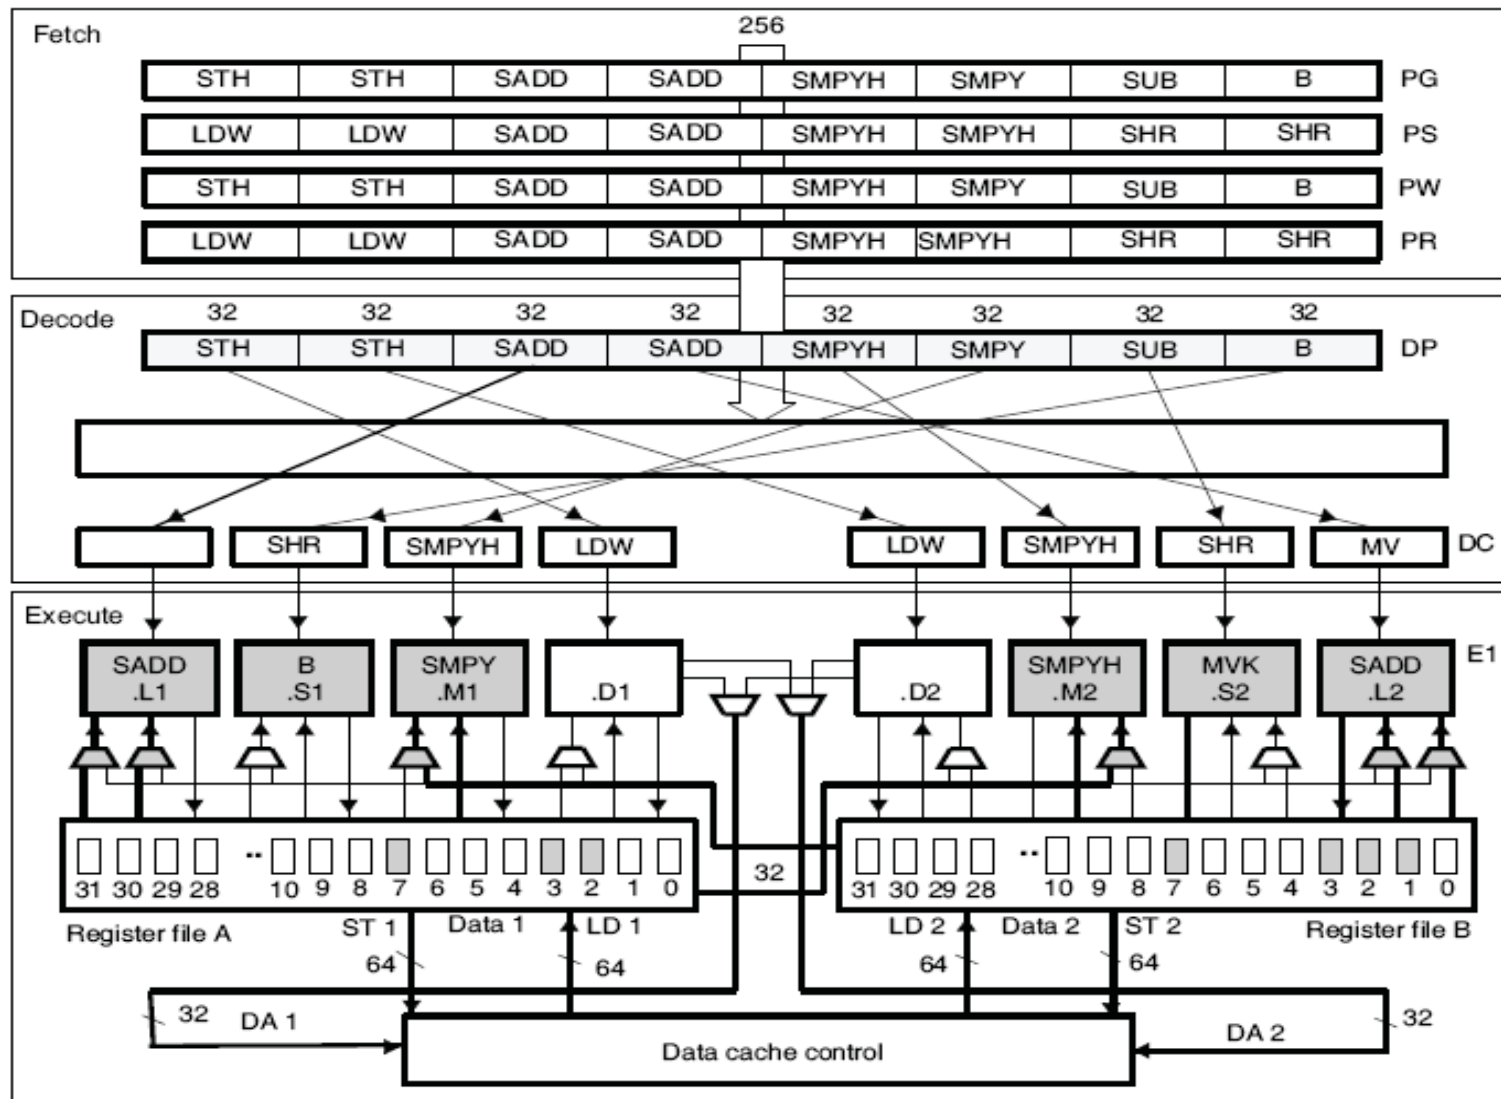 Fetch
256
STH STH SADD SADD SMPYH SMPY SUB B PG
LDW LDW SADD SADD SMPYH SMPYH SHR SHR PS
STH STH SADD SADD SMPYH SMPY SUB B PW
LDW LDW SADD SADD SMPYH SMPYH SHR SHR PR
Decode
32 32 32 32 32 32 32 32
STH STH SADD SADD SMPYH SMPY SUB B DP
SHR SMPYH LDW LDW SMPYH SHR MV DC
Execute
E1
SADD B SMPY SMPYH MVK SADD
.L1 .S1 .M1 .D1 .D2 .M2 .S2 .L2
31 30 29 28 .. 10 9 8 7 6 5 4 3 2 1 0
32
31 30 29 28 .. 10 9 8 7 6 5 4 3 2 1 0
Register file A ST 1 Data 1 LD 1 LD 2 Data 2 ST 2 Register file B
64 64 64 64
32 DA 1 DA 2 32
Data cache control